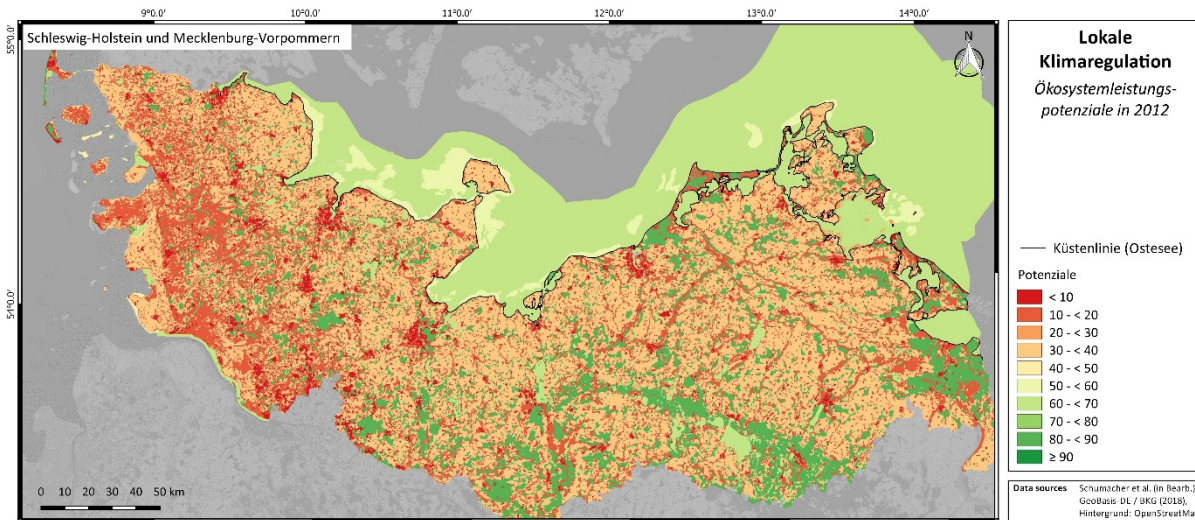 9°0.0'
10°0.0'
11°0.0'
12°0.0'
13°0.0'
14°0.0'
55°0.0'
54°0.0'
Schleswig-Holstein und Mecklenburg-Vorpommern
N
0 10 20 30 40 50 km
Lokale
Klimaregulation
Ökosystemleistungs-
potenziale in 2012
Küstenlinie (Ostesee)
Potenziale
< 10
10 - < 20
20 - < 30
30 - < 40
40 - < 50
50 - < 60
60 - < 70
70 - < 80
80 - < 90
≥ 90
Data sources Schumacher et al. (in Bearb.)
GeoBasis-DE / BKG (2018),
Hintergrund: OpenStreetMa